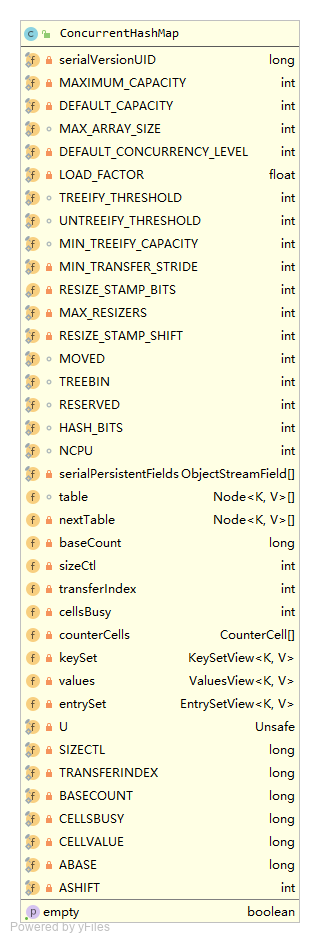 ConcurrentHashMap
serialVersionUID long
MAXIMUM_CAPACITY int
DEFAULT_CAPACITY int
MAX_ARRAY_SIZE int
DEFAULT_CONCURRENCY_LEVEL int
LOAD_FACTOR float
TREEIFY_THRESHOLD int
UNTREEIFY_THRESHOLD int
MIN_TREEIFY_CAPACITY int
MIN_TRANSFER_STRIDE int
RESIZE_STAMP_BITS int
MAX_RESIZERS int
RESIZE_STAMP_SHIFT int
MOVED int
TREEBIN int
RESERVED int
HASH_BITS int
NCPU int
serialPersistentFields ObjectStreamField[]
table Node<K, V>[]
nextTable Node<K, V>[]
baseCount long
sizeCtl int
transferIndex int
cellsBusy int
counterCells CounterCell[]
keySet KeySetView<K, V>
values ValuesView<K, V>
entrySet EntrySetView<K, V>
U Unsafe
SIZECTL long
TRANSFERINDEX long
BASECOUNT long
CELLSBUSY long
CELLVALUE long
ABASE long
ASHIFT int
empty boolean
Powered by yFiles